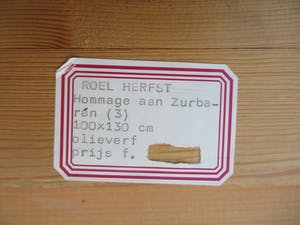 ROEL HERFST
Hommage aan Zurba-
rán (3)
100x130 cm
olieverf
prijs f.